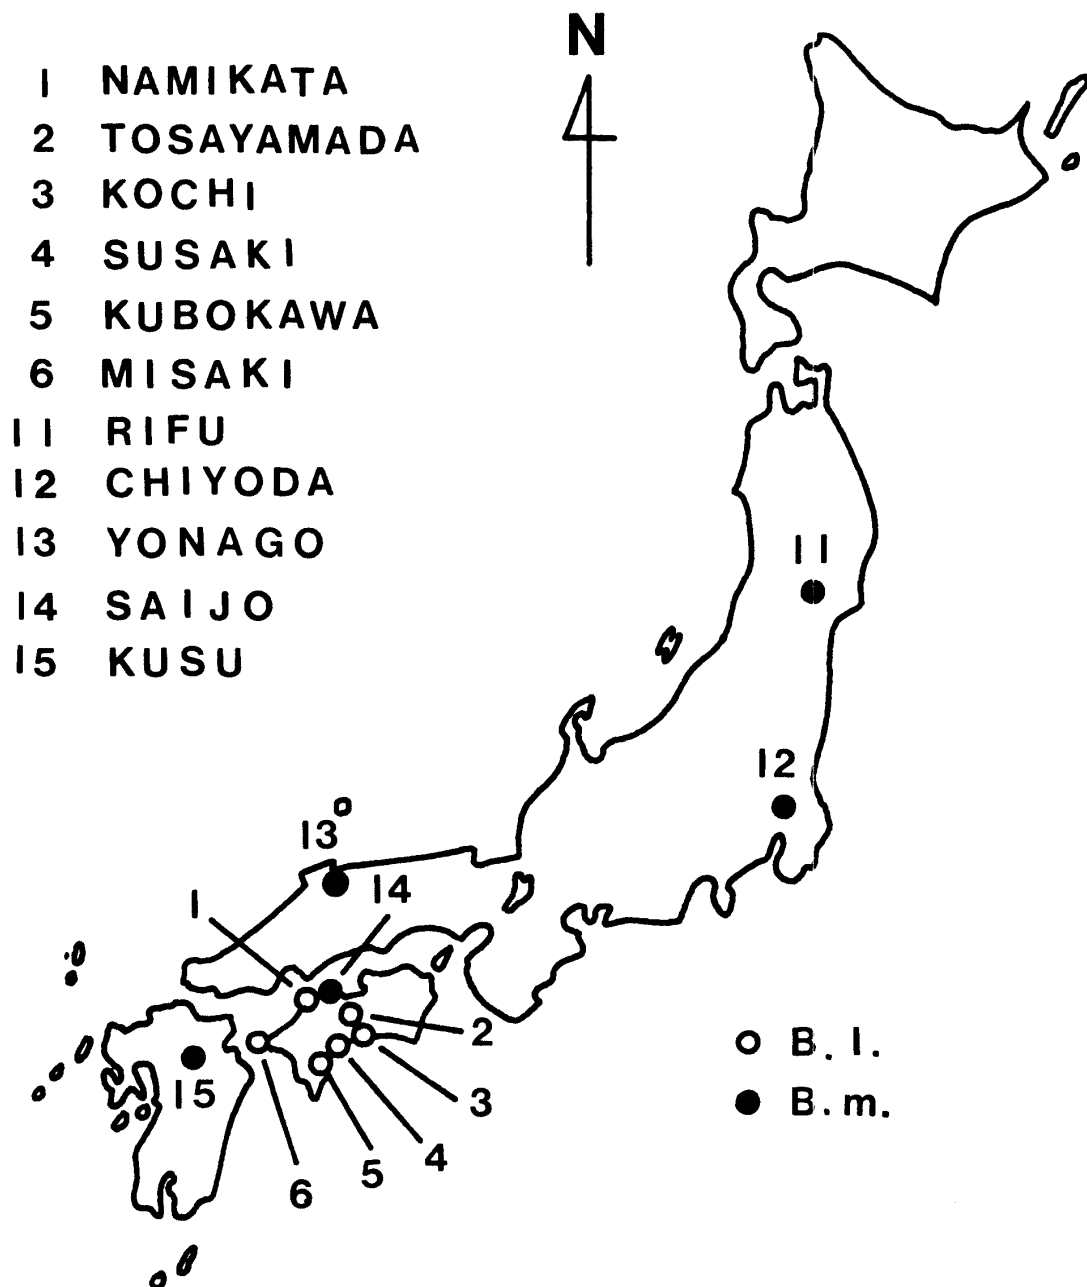 N
1 NAMIKATA
2 TOSAYAMADA
3 KOCHI
4 SUSAKI
5 KUBOKAWA
6 MISAKI
11 RIFU
12 CHIYODA
13 YONAGO
14 SAIJO
15 KUSU
11
12
13
14
1
2
15
3
4
5
6
B. l.
B. m.